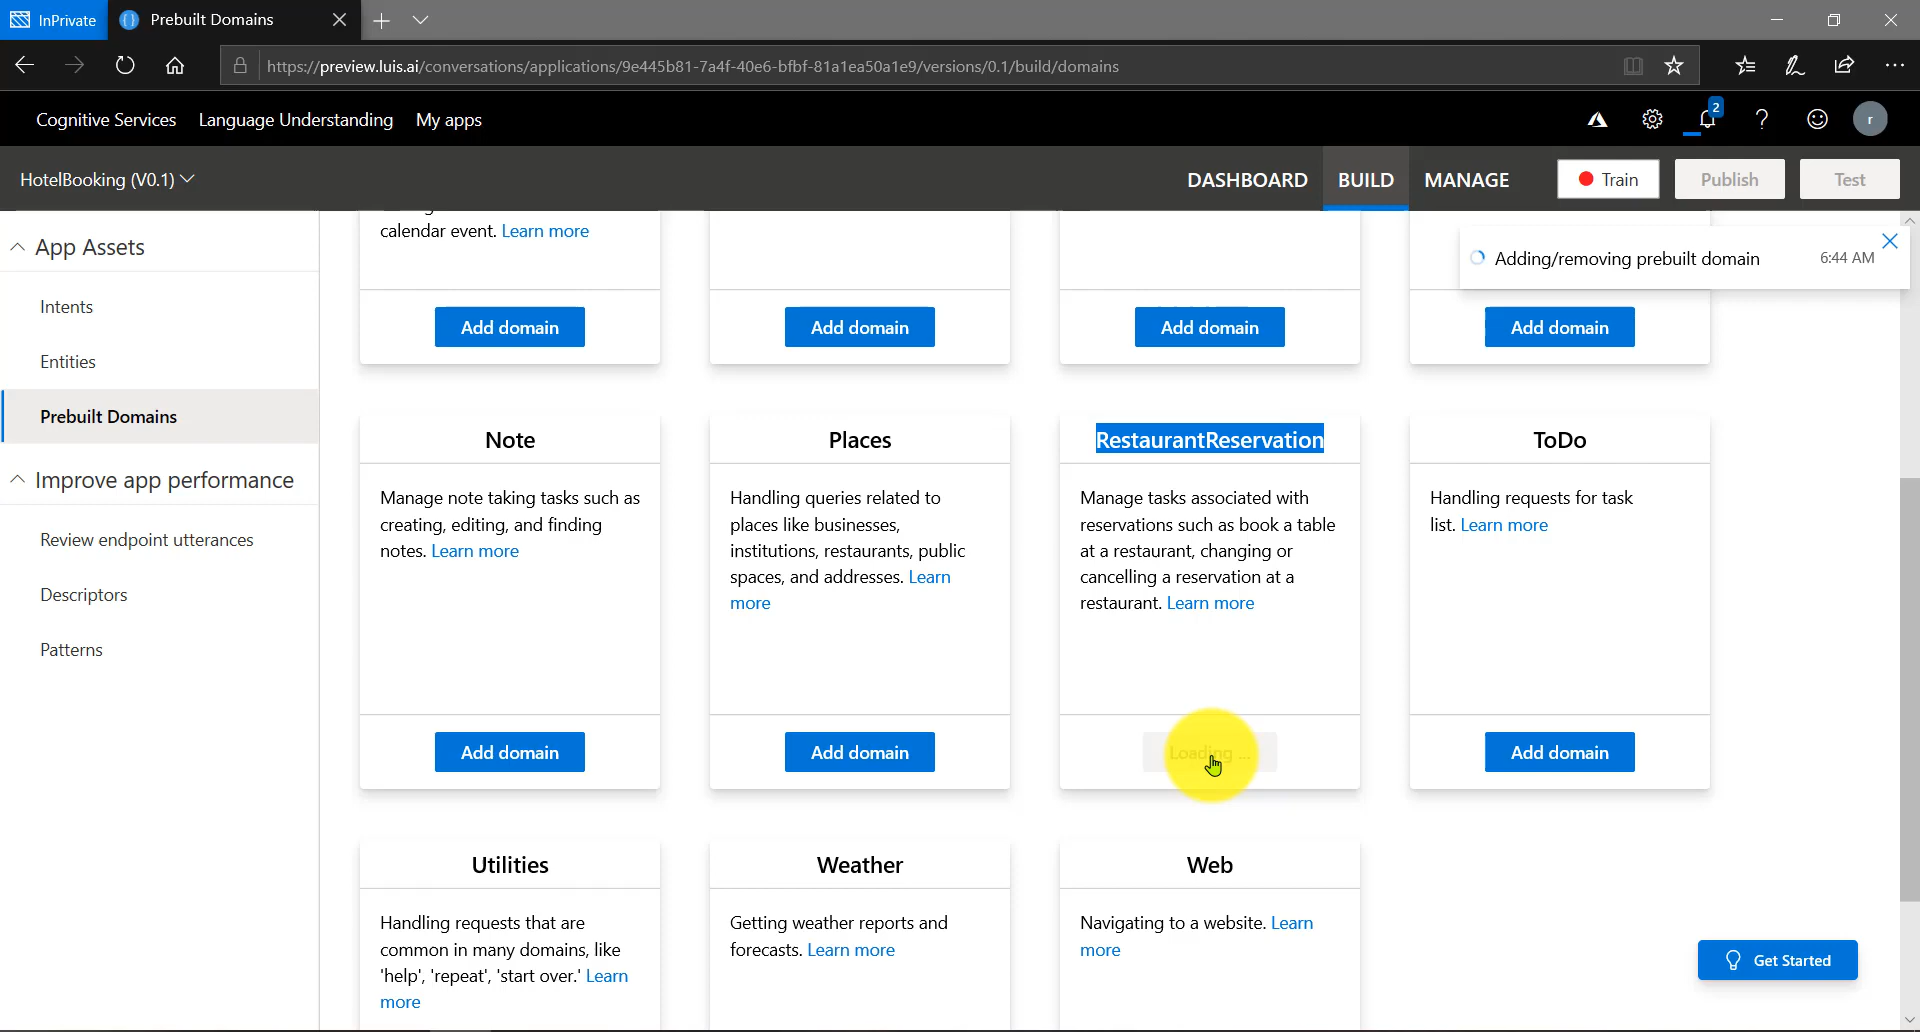 InPrivate
Prebuilt Domains
https://preview.luis.ai/conversations/applications/9e445b81-7a4f-40e6-bfbf-81a1ea50a1e9/versions/0.1/build/domains
Cognitive Services Language Understanding My apps
2
?
r
HotelBooking (V0.1)
DASHBOARD BUILD MANAGE
Train
Publish
Test
App Assets
Intents
Entities
Prebuilt Domains
Improve app performance
Review endpoint utterances
Descriptors
Patterns
Adding/removing prebuilt domain 6:44 AM
calendar event. Learn more
Add domain
Add domain
Add domain
Add domain
Note
Manage note taking tasks such as
creating, editing, and finding
notes. Learn more
Add domain
Places
Handling queries related to
places like businesses,
institutions, restaurants, public
spaces, and addresses. Learn
more
Add domain
RestaurantReservation
Manage tasks associated with
reservations such as book a table
at a restaurant, changing or
cancelling a reservation at a
restaurant. Learn more
Loading ...
ToDo
Handling requests for task
list. Learn more
Add domain
Utilities
Handling requests that are
common in many domains, like
'help', 'repeat', 'start over.' Learn
more
Weather
Getting weather reports and
forecasts. Learn more
Web
Navigating to a website. Learn
more
Get Started